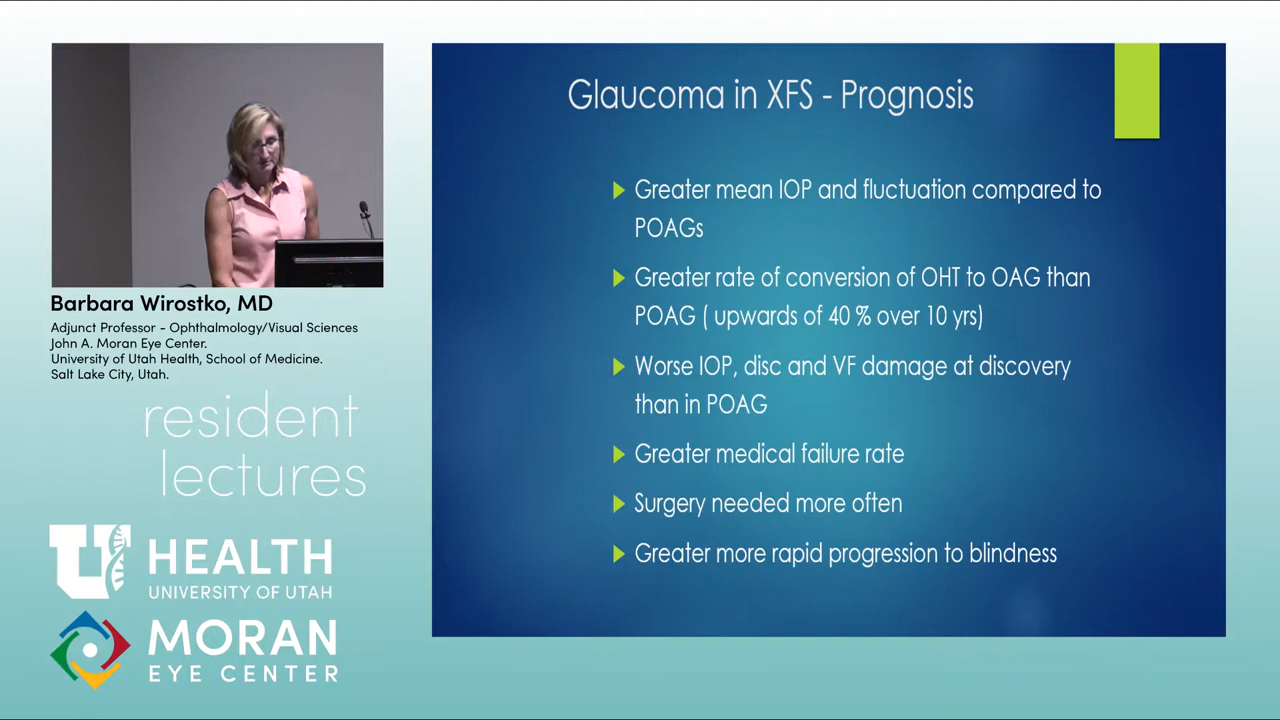 Glaucoma in XFS - Prognosis
Greater mean IOP and fluctuation compared to
POAGs
Greater rate of conversion of OHT to OAG than
POAG ( upwards of 40 % over 10 yrs)
Worse IOP, disc and VF damage at discovery
than in POAG
Greater medical failure rate
Surgery needed more often
Greater more rapid progression to blindness
Barbara Wirostko, MD
Adjunct Professor - Ophthalmology/Visual Sciences
John A. Moran Eye Center.
University of Utah Health, School of Medicine.
Salt Lake City, Utah.
resident
lectures
U HEALTH
UNIVERSITY OF UTAH
MORAN
EYE CENTER